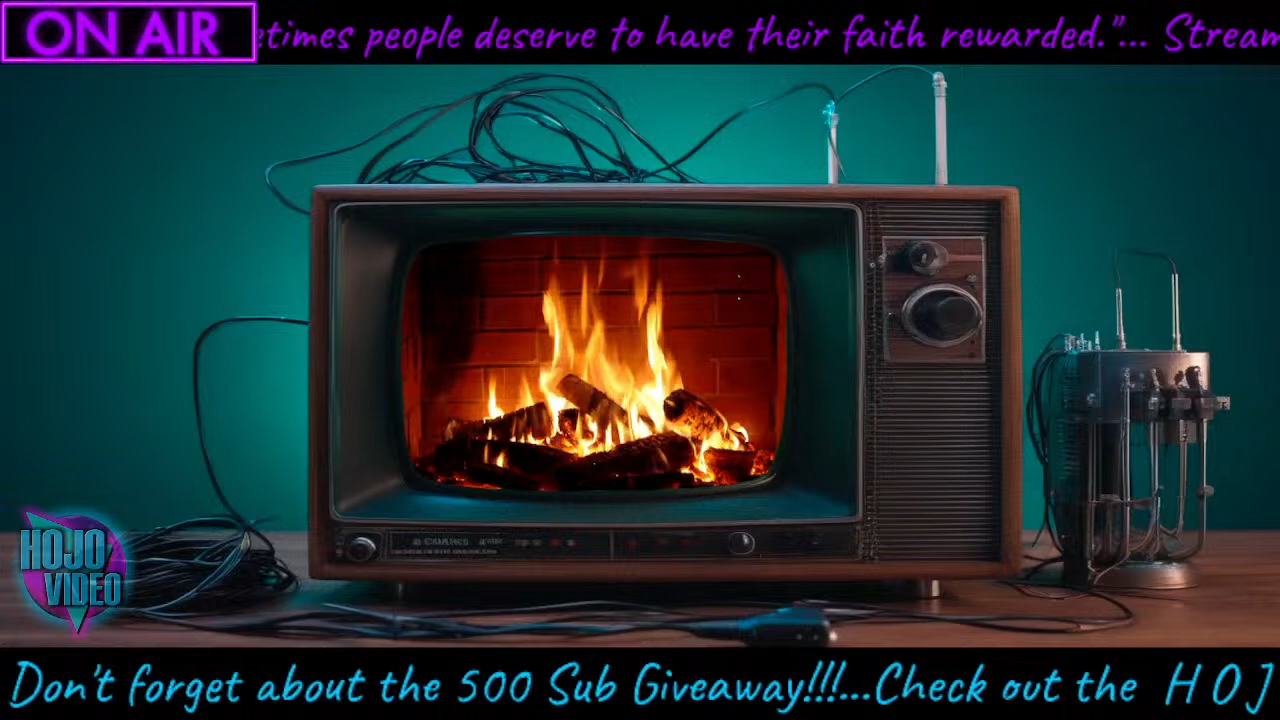 ON AIR
etimes people deserve to have their faith rewarded."... Stream
HOJO
VIDEO
Don't forget about the 500 Sub Giveaway!!!...Check out the H O J